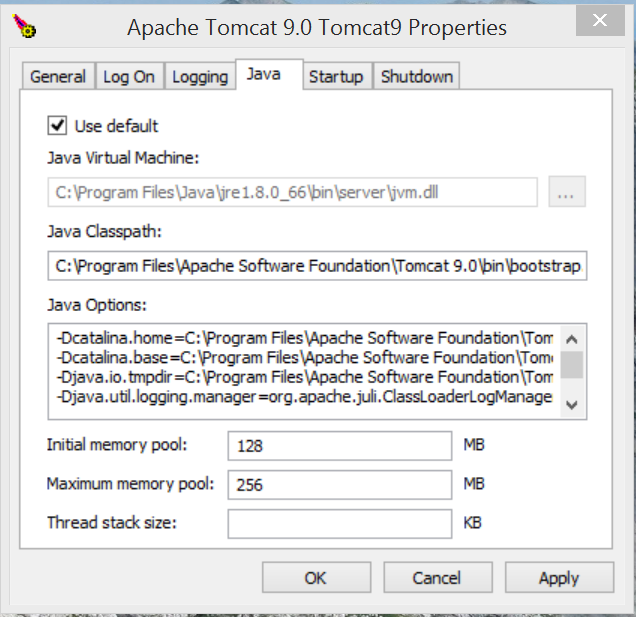 Apache Tomcat 9.0 Tomcat9 Properties
General Log On Logging Java Startup Shutdown
Use default
Java Virtual Machine:
C:\Program Files\Java\jre1.8.0_66\bin\server\jvm.dll
...
Java Classpath:
C:\Program Files\Apache Software Foundation\Tomcat 9.0\bin\bootstrap
Java Options:
-Dcatalina.home=C:\Program Files\Apache Software Foundation\Tom
-Dcatalina.base=C:\Program Files\Apache Software Foundation\Tom
-Djava.io.tmpdir=C:\Program Files\Apache Software Foundation\Tom
-Djava.util.logging.manager=org.apache.juli.ClassLoaderLogManage
Initial memory pool: 128 MB
Maximum memory pool: 256 MB
Thread stack size: KB
OK Cancel Apply